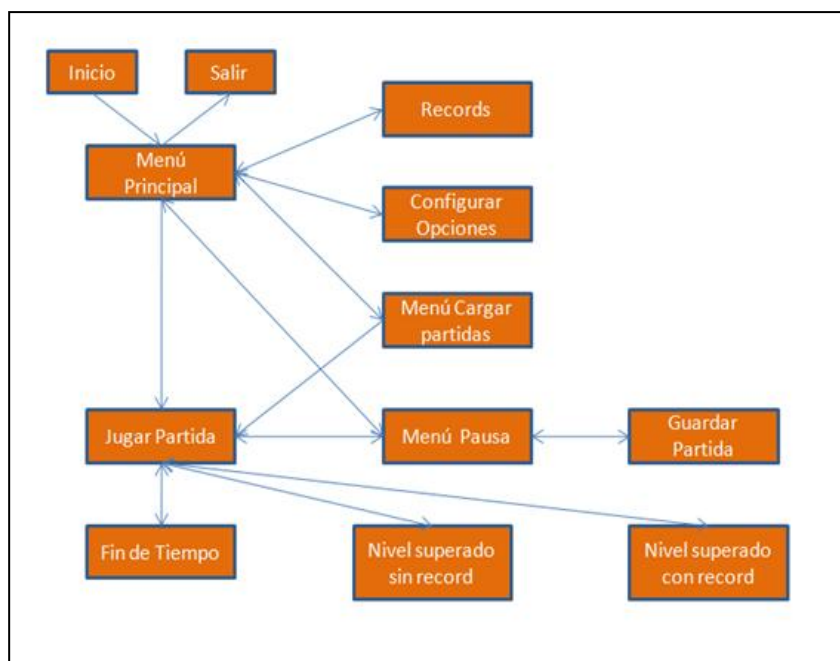 Inicio
Salir
Records
Menú
Principal
Configurar
Opciones
Menú Cargar
partidas
Jugar Partida
Menú Pausa
Guardar
Partida
Fin de Tiempo
Nivel superado
sin record
Nivel superado
con record